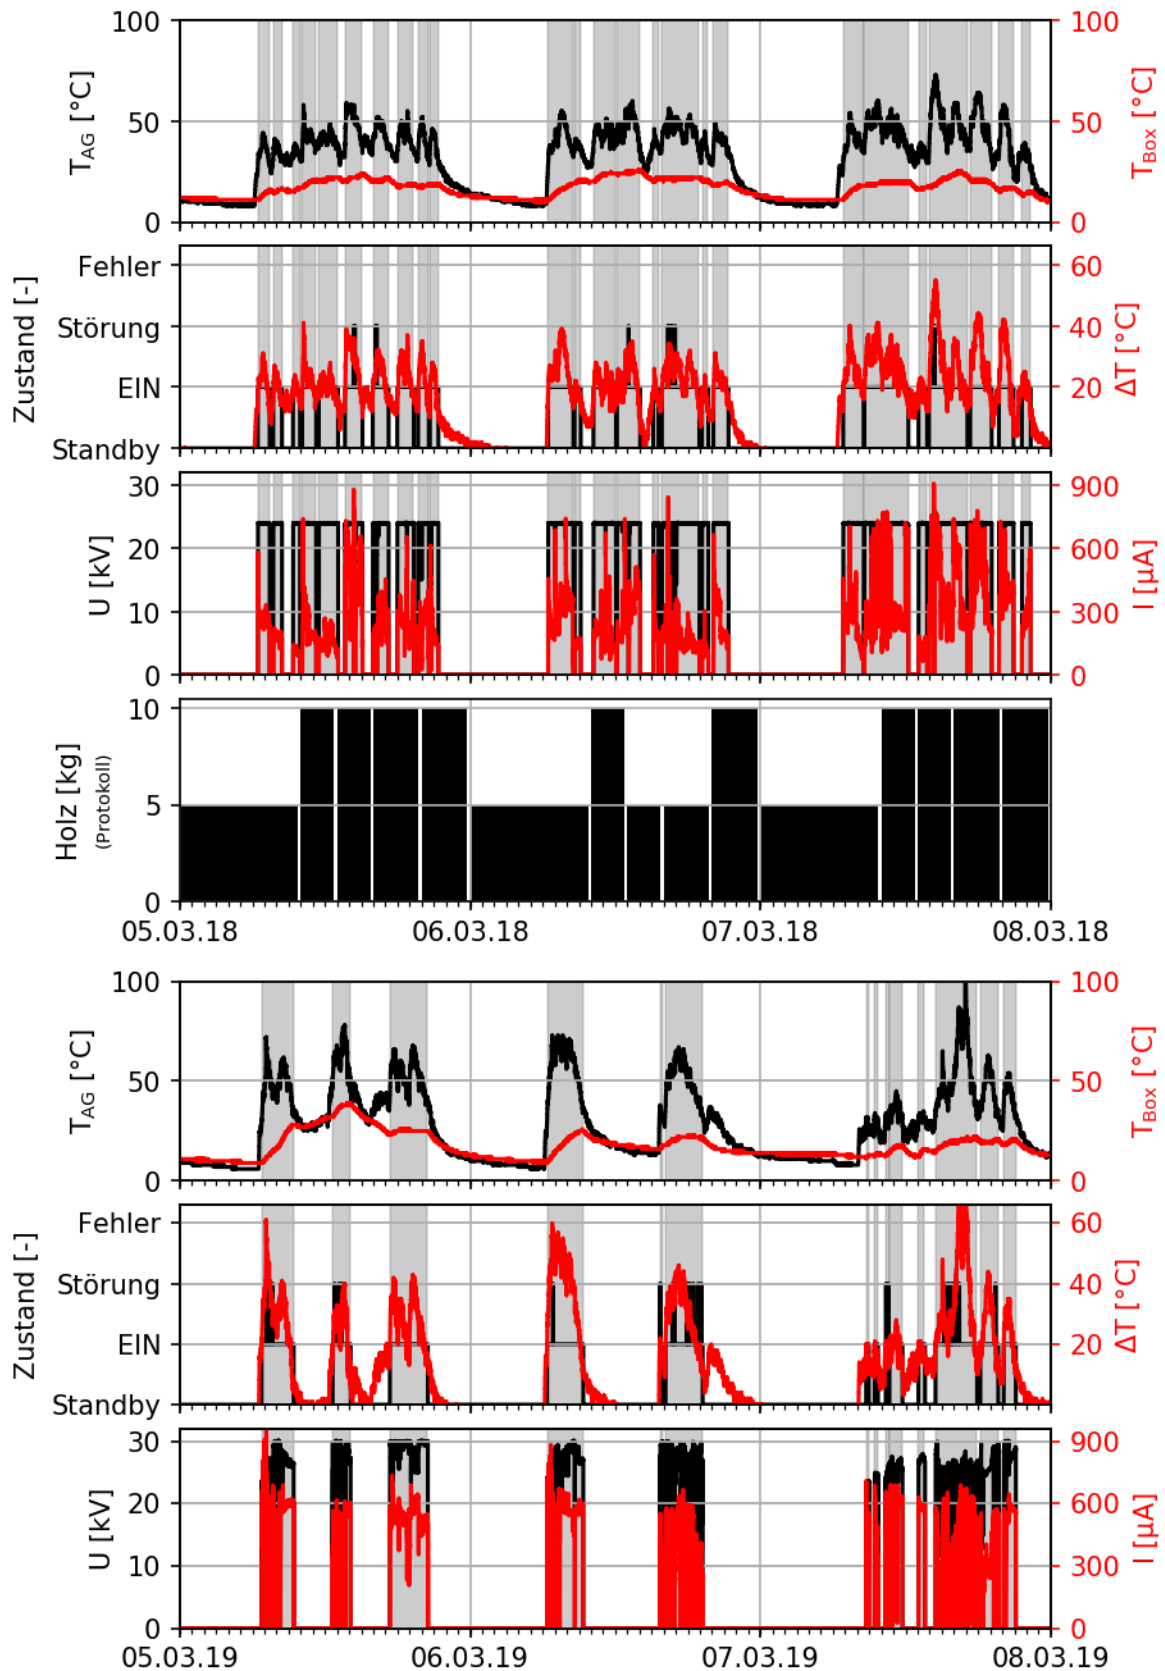 100
50
0
T_AG [°C]
100
50
0
T_Box [°C]
Fehler
Störung
EIN
Standby
Zustand [-]
60
40
20
ΔT [°C]
30
20
10
0
U [kV]
900
600
300
0
I [µA]
10
5
0
Holz [kg]
(Protokoll)
05.03.18 06.03.18 07.03.18 08.03.18
100
50
0
T_AG [°C]
100
50
0
T_Box [°C]
Fehler
Störung
EIN
Standby
Zustand [-]
60
40
20
ΔT [°C]
30
20
10
0
U [kV]
900
600
300
0
I [µA]
05.03.19 06.03.19 07.03.19 08.03.19